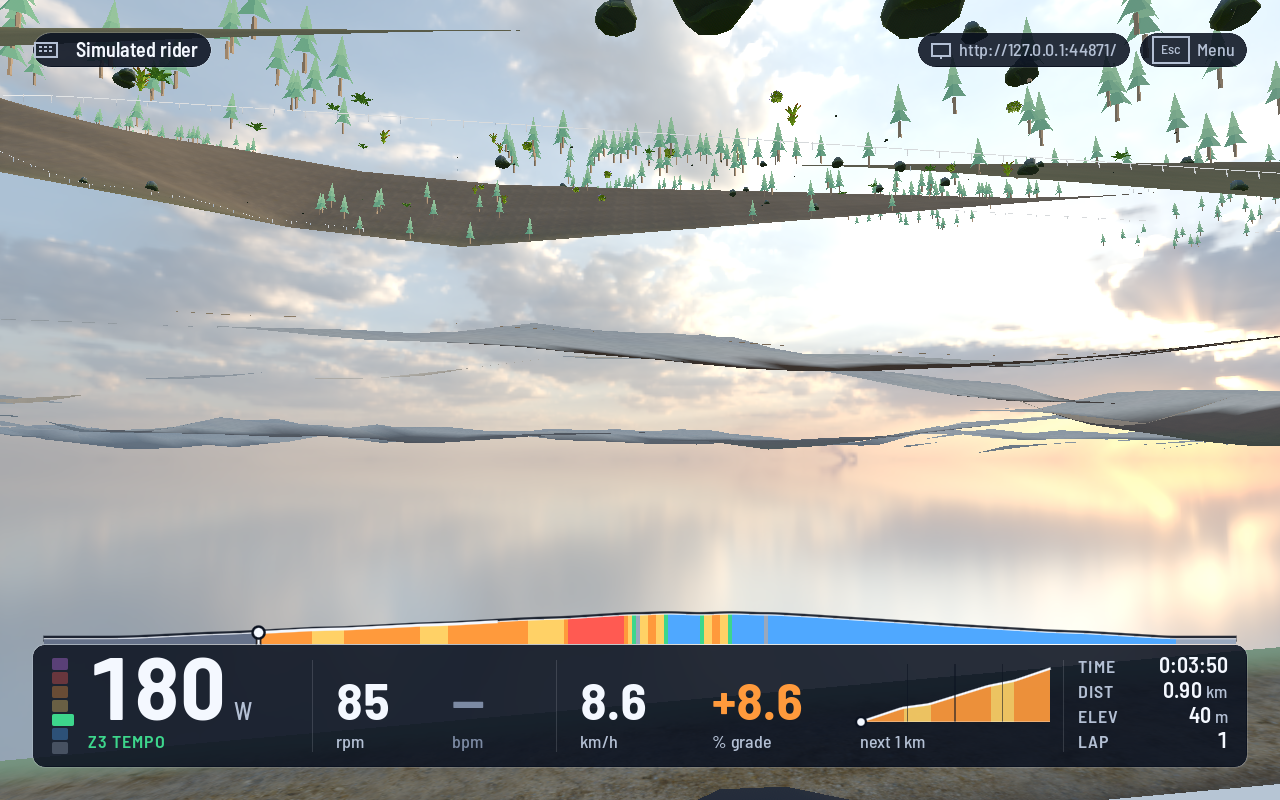 Simulated rider
http://127.0.0.1:44871/
Esc Menu
180 W
Z3 TEMPO
85
rpm
—
bpm
8.6
km/h
+8.6
% grade
next 1 km
TIME 0:03:50
DIST 0.90 km
ELEV 40 m
LAP 1